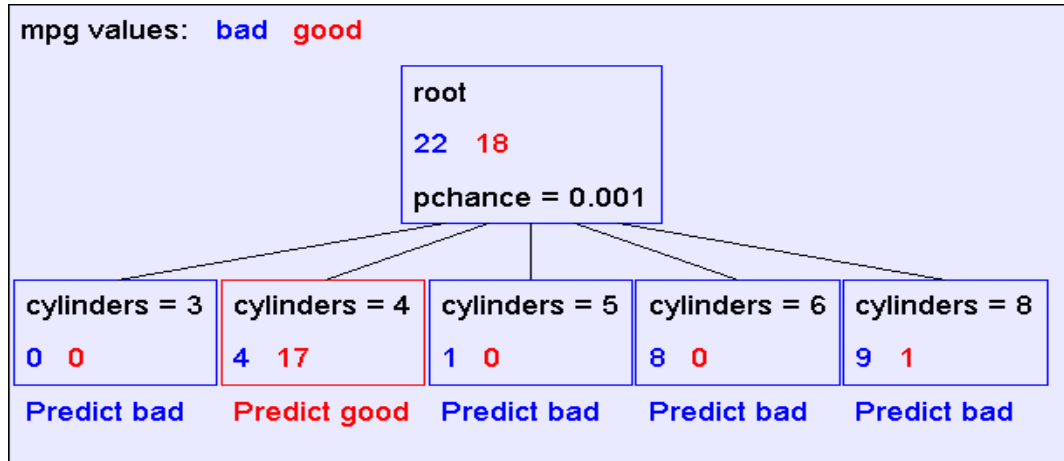 mpg values: bad good
root
22 18
pchance = 0.001
cylinders = 3 cylinders = 4 cylinders = 5 cylinders = 6 cylinders = 8
0 0 4 17 1 0 8 0 9 1
Predict bad Predict good Predict bad Predict bad Predict bad